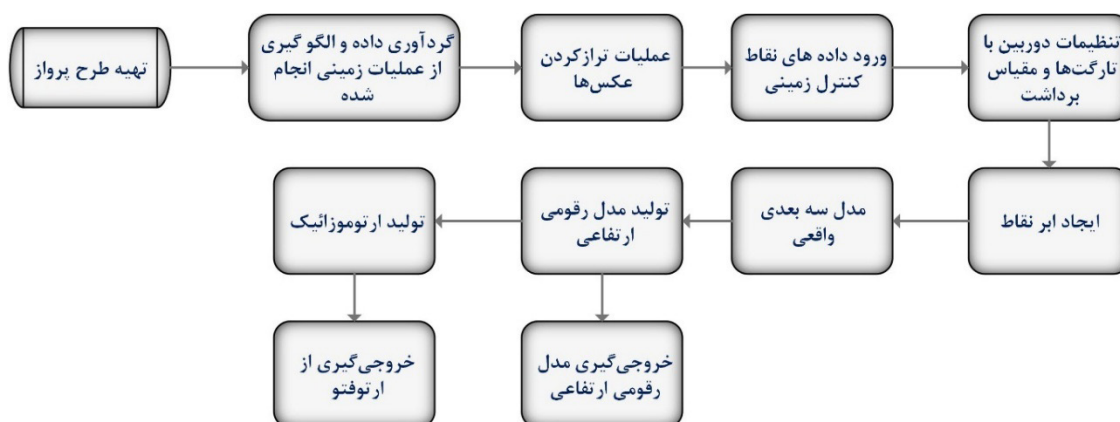 تهیه طرح پرواز
گردآوری داده و الگو گیری
از عملیات زمینی انجام
شده
عملیات ترازکردن
عکس‌ها
ورود داده های نقاط
کنترل زمینی
تنظیمات دوربین با
تارگت‌ها و مقیاس
برداشت
ایجاد ابر نقاط
مدل سه بعدی
واقعی
تولید مدل رقومی
ارتفاعی
تولید ارتوموزائیک
خروجی‌گیری مدل
رقومی ارتفاعی
خروجی‌گیری از
ارتوفتو